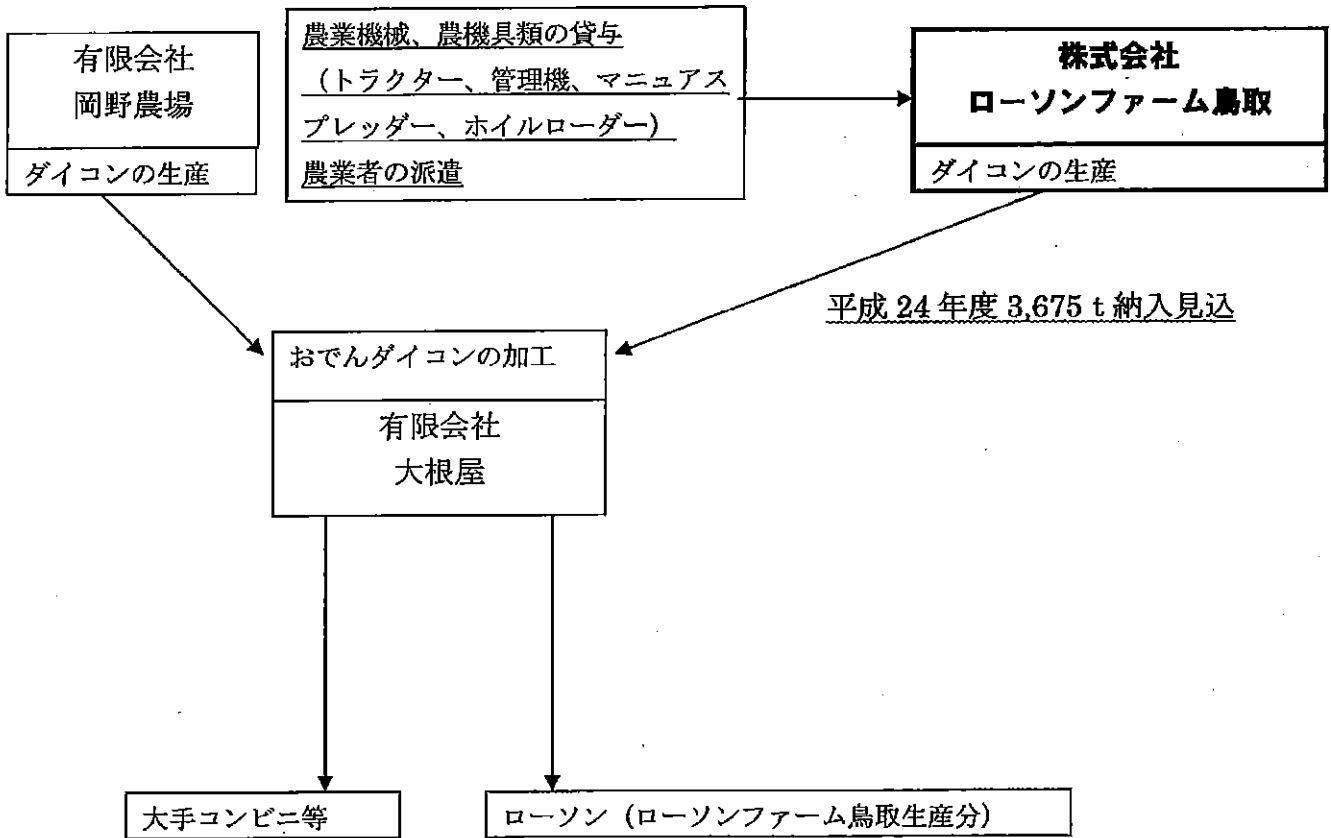 有限会社
岡野農場
ダイコンの生産
農業機械、農機具類の貸与
(トラクター、管理機、マニュアス
プレッダー、ホイルローダー)
農業者の派遣
株式会社
ローソンファーム鳥取
ダイコンの生産
平成 24 年度 3,675 t 納入見込
おでんダイコンの加工
有限会社
大根屋
大手コンビニ等
ローソン(ローソンファーム鳥取生産分)